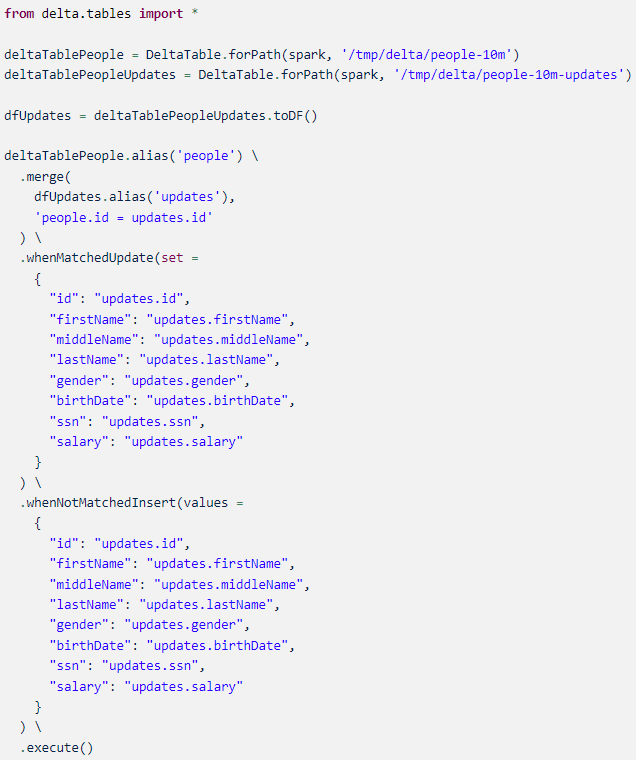 from delta.tables import *

deltaTablePeople = DeltaTable.forPath(spark, '/tmp/delta/people-10m')
deltaTablePeopleUpdates = DeltaTable.forPath(spark, '/tmp/delta/people-10m-updates')

dfUpdates = deltaTablePeopleUpdates.toDF()

deltaTablePeople.alias('people') \
  .merge(
    dfUpdates.alias('updates'),
    'people.id = updates.id'
  ) \
  .whenMatchedUpdate(set =
    {
      "id": "updates.id",
      "firstName": "updates.firstName",
      "middleName": "updates.middleName",
      "lastName": "updates.lastName",
      "gender": "updates.gender",
      "birthDate": "updates.birthDate",
      "ssn": "updates.ssn",
      "salary": "updates.salary"
    }
  ) \
  .whenNotMatchedInsert(values =
    {
      "id": "updates.id",
      "firstName": "updates.firstName",
      "middleName": "updates.middleName",
      "lastName": "updates.lastName",
      "gender": "updates.gender",
      "birthDate": "updates.birthDate",
      "ssn": "updates.ssn",
      "salary": "updates.salary"
    }
  ) \
  .execute()